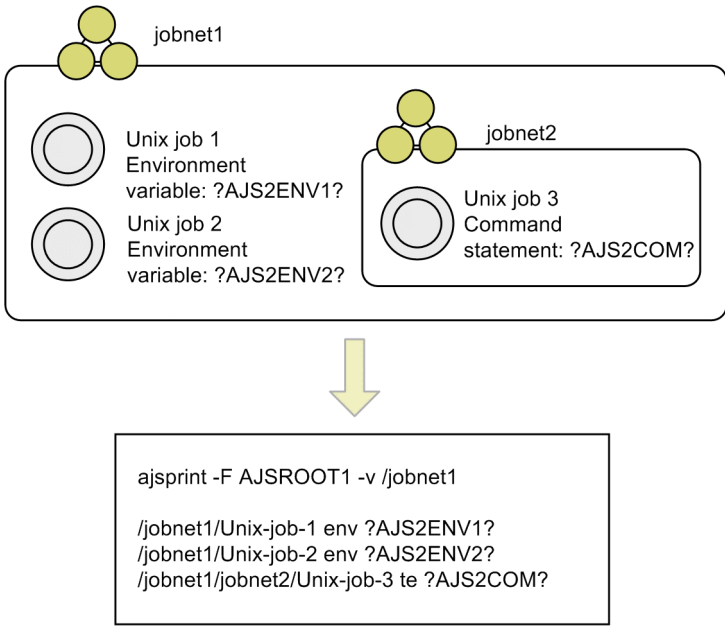 jobnet1
Unix job 1
Environment
variable: ?AJS2ENV1?
Unix job 2
Environment
variable: ?AJS2ENV2?
jobnet2
Unix job 3
Command
statement: ?AJS2COM?
ajsprint -F AJSROOT1 -v /jobnet1
/jobnet1/Unix-job-1 env ?AJS2ENV1?
/jobnet1/Unix-job-2 env ?AJS2ENV2?
/jobnet1/jobnet2/Unix-job-3 te ?AJS2COM?